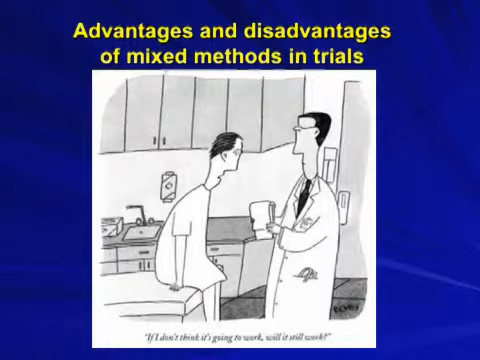 Advantages and disadvantages
of mixed methods in trials
"If I don't think it's going to work, will it still work?"